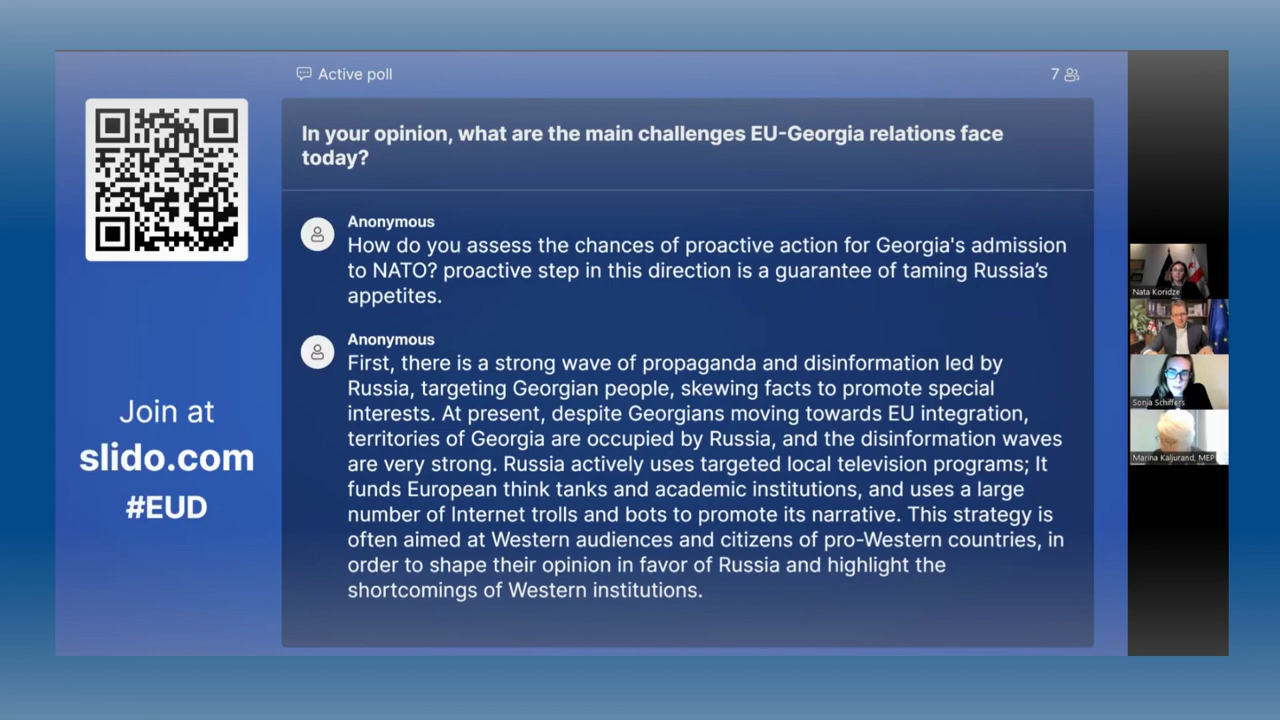 Active poll
7
In your opinion, what are the main challenges EU-Georgia relations face
today?
Anonymous
How do you assess the chances of proactive action for Georgia's admission
to NATO? proactive step in this direction is a guarantee of taming Russia’s
appetites.
Anonymous
First, there is a strong wave of propaganda and disinformation led by
Russia, targeting Georgian people, skewing facts to promote special
interests. At present, despite Georgians moving towards EU integration,
territories of Georgia are occupied by Russia, and the disinformation waves
are very strong. Russia actively uses targeted local television programs; It
funds European think tanks and academic institutions, and uses a large
number of Internet trolls and bots to promote its narrative. This strategy is
often aimed at Western audiences and citizens of pro-Western countries, in
order to shape their opinion in favor of Russia and highlight the
shortcomings of Western institutions.
Join at
slido.com
#EUD
Nata Koridze
Sonja Schiffers
Marina Kaljurand, MEP